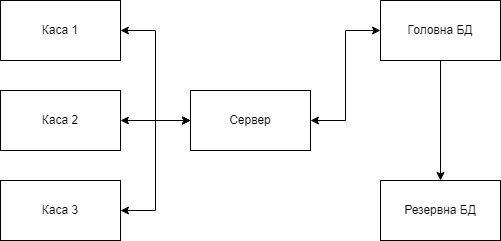 Каса 1
Головна БД
Каса 2
Сервер
Каса 3
Резервна БД